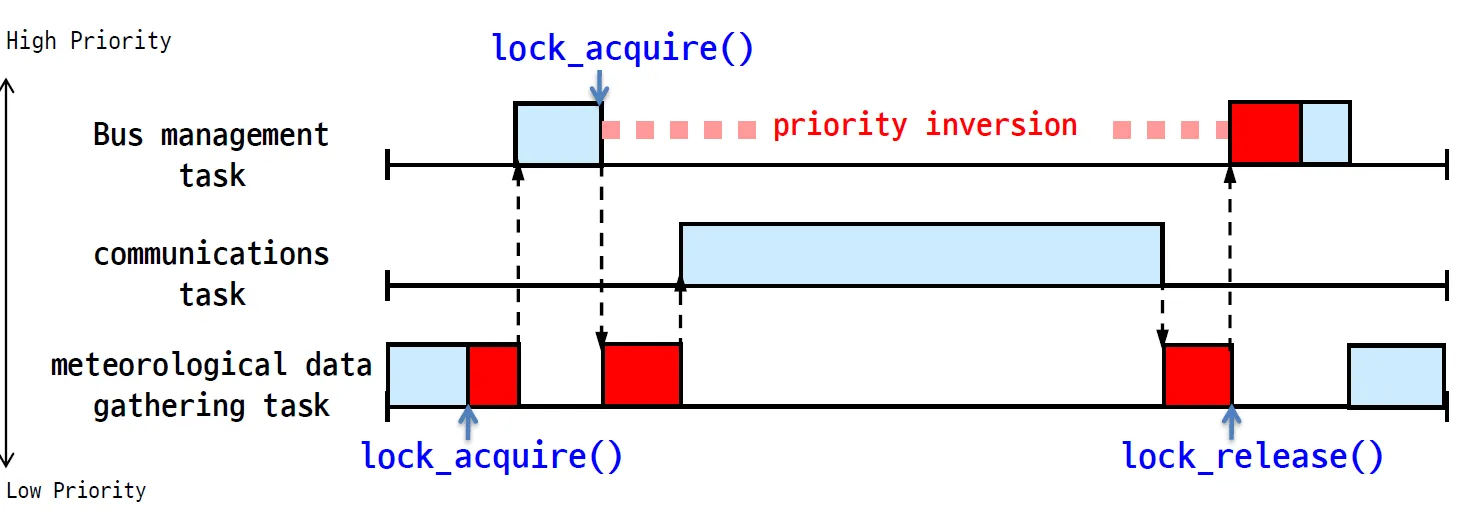 High Priority
lock_acquire()
Bus management
task
priority inversion
communications
task
meteorological data
gathering task
lock_acquire()
lock_release()
Low Priority